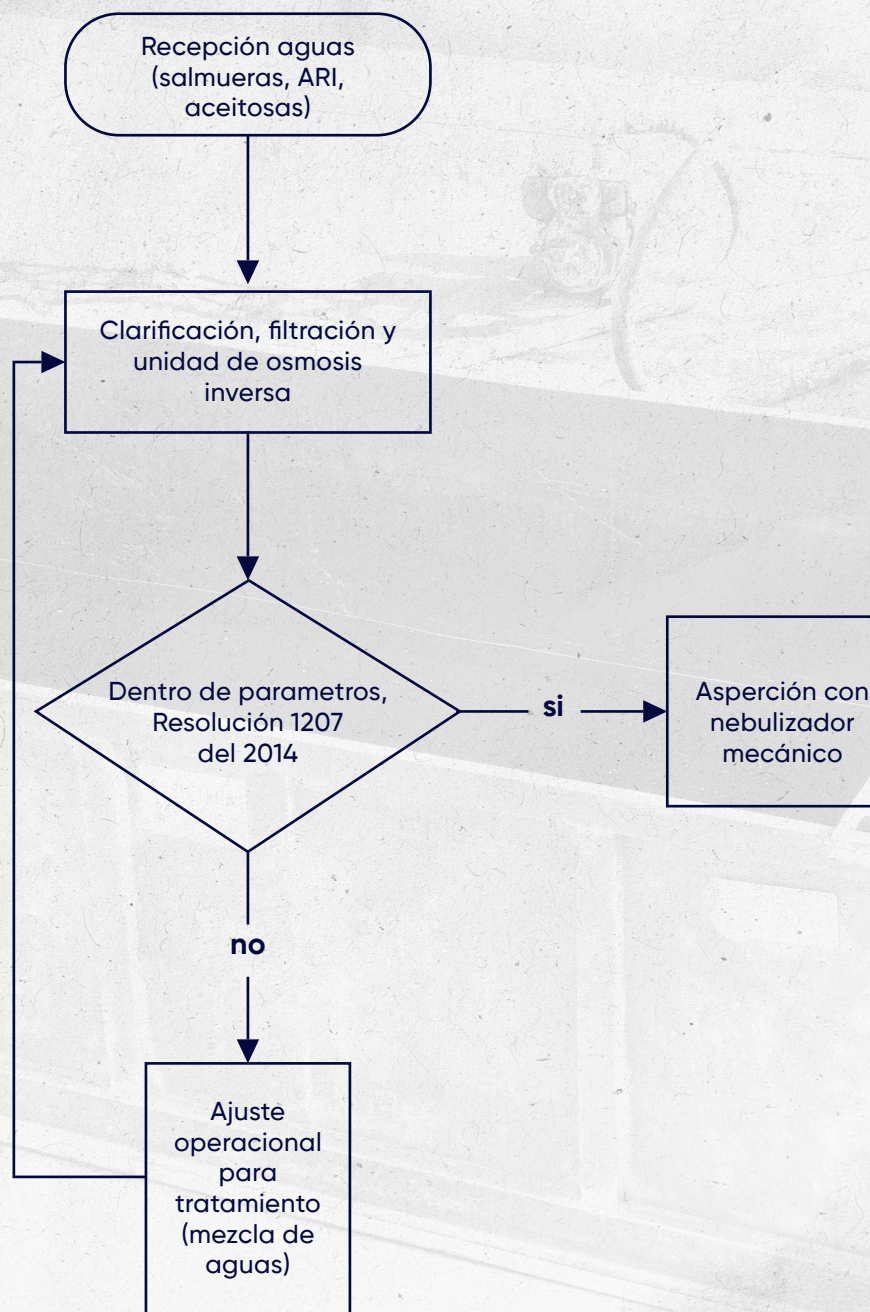 Recepción aguas
(salmueras, ARI,
aceitosas)
Clarificación, filtración y
unidad de osmosis
inversa
Dentro de parametros,
Resolución 1207
del 2014
si
Asperción con
nebulizador
mecánico
no
Ajuste
operacional
para
tratamiento
(mezcla de
aguas)